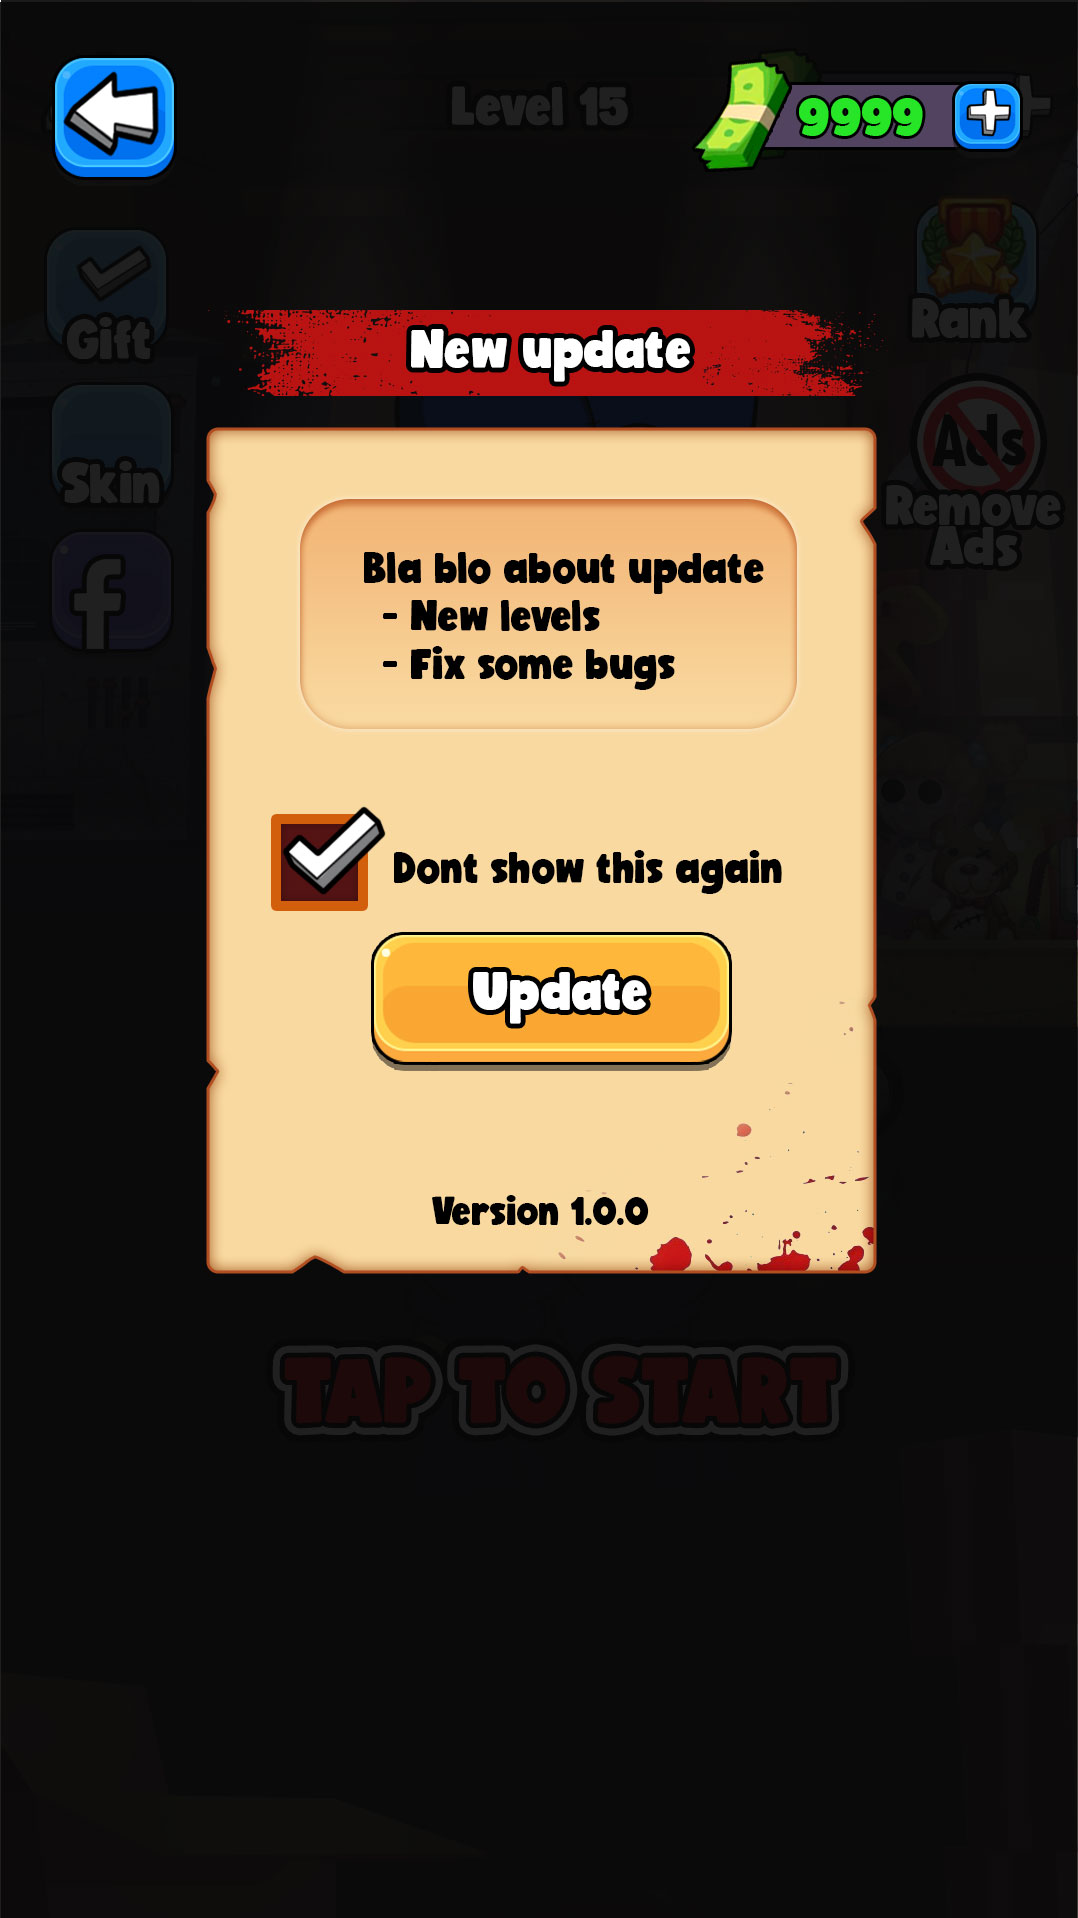 Level 15
9999
Gift
Rank
New update
Ads
Skin
Remove
Ads
Bla blo about update
- New levels
- Fix some bugs
Dont show this again
Update
Version 1.0.0
TAP TO START